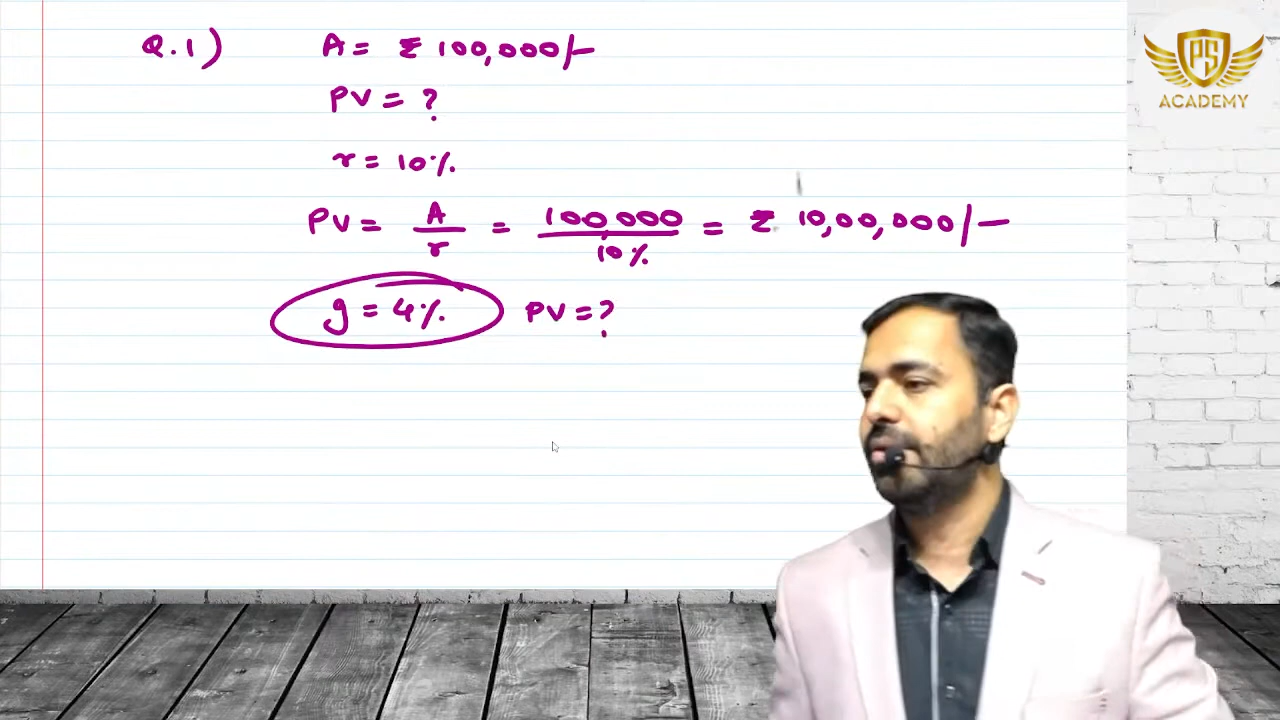 Q.1) A = ₹ 100,000/-
PV = ?
r = 10%
PV = A/r = 100,000/10% = ₹ 10,00,000/-
g = 4% PV = ?
PS
ACADEMY